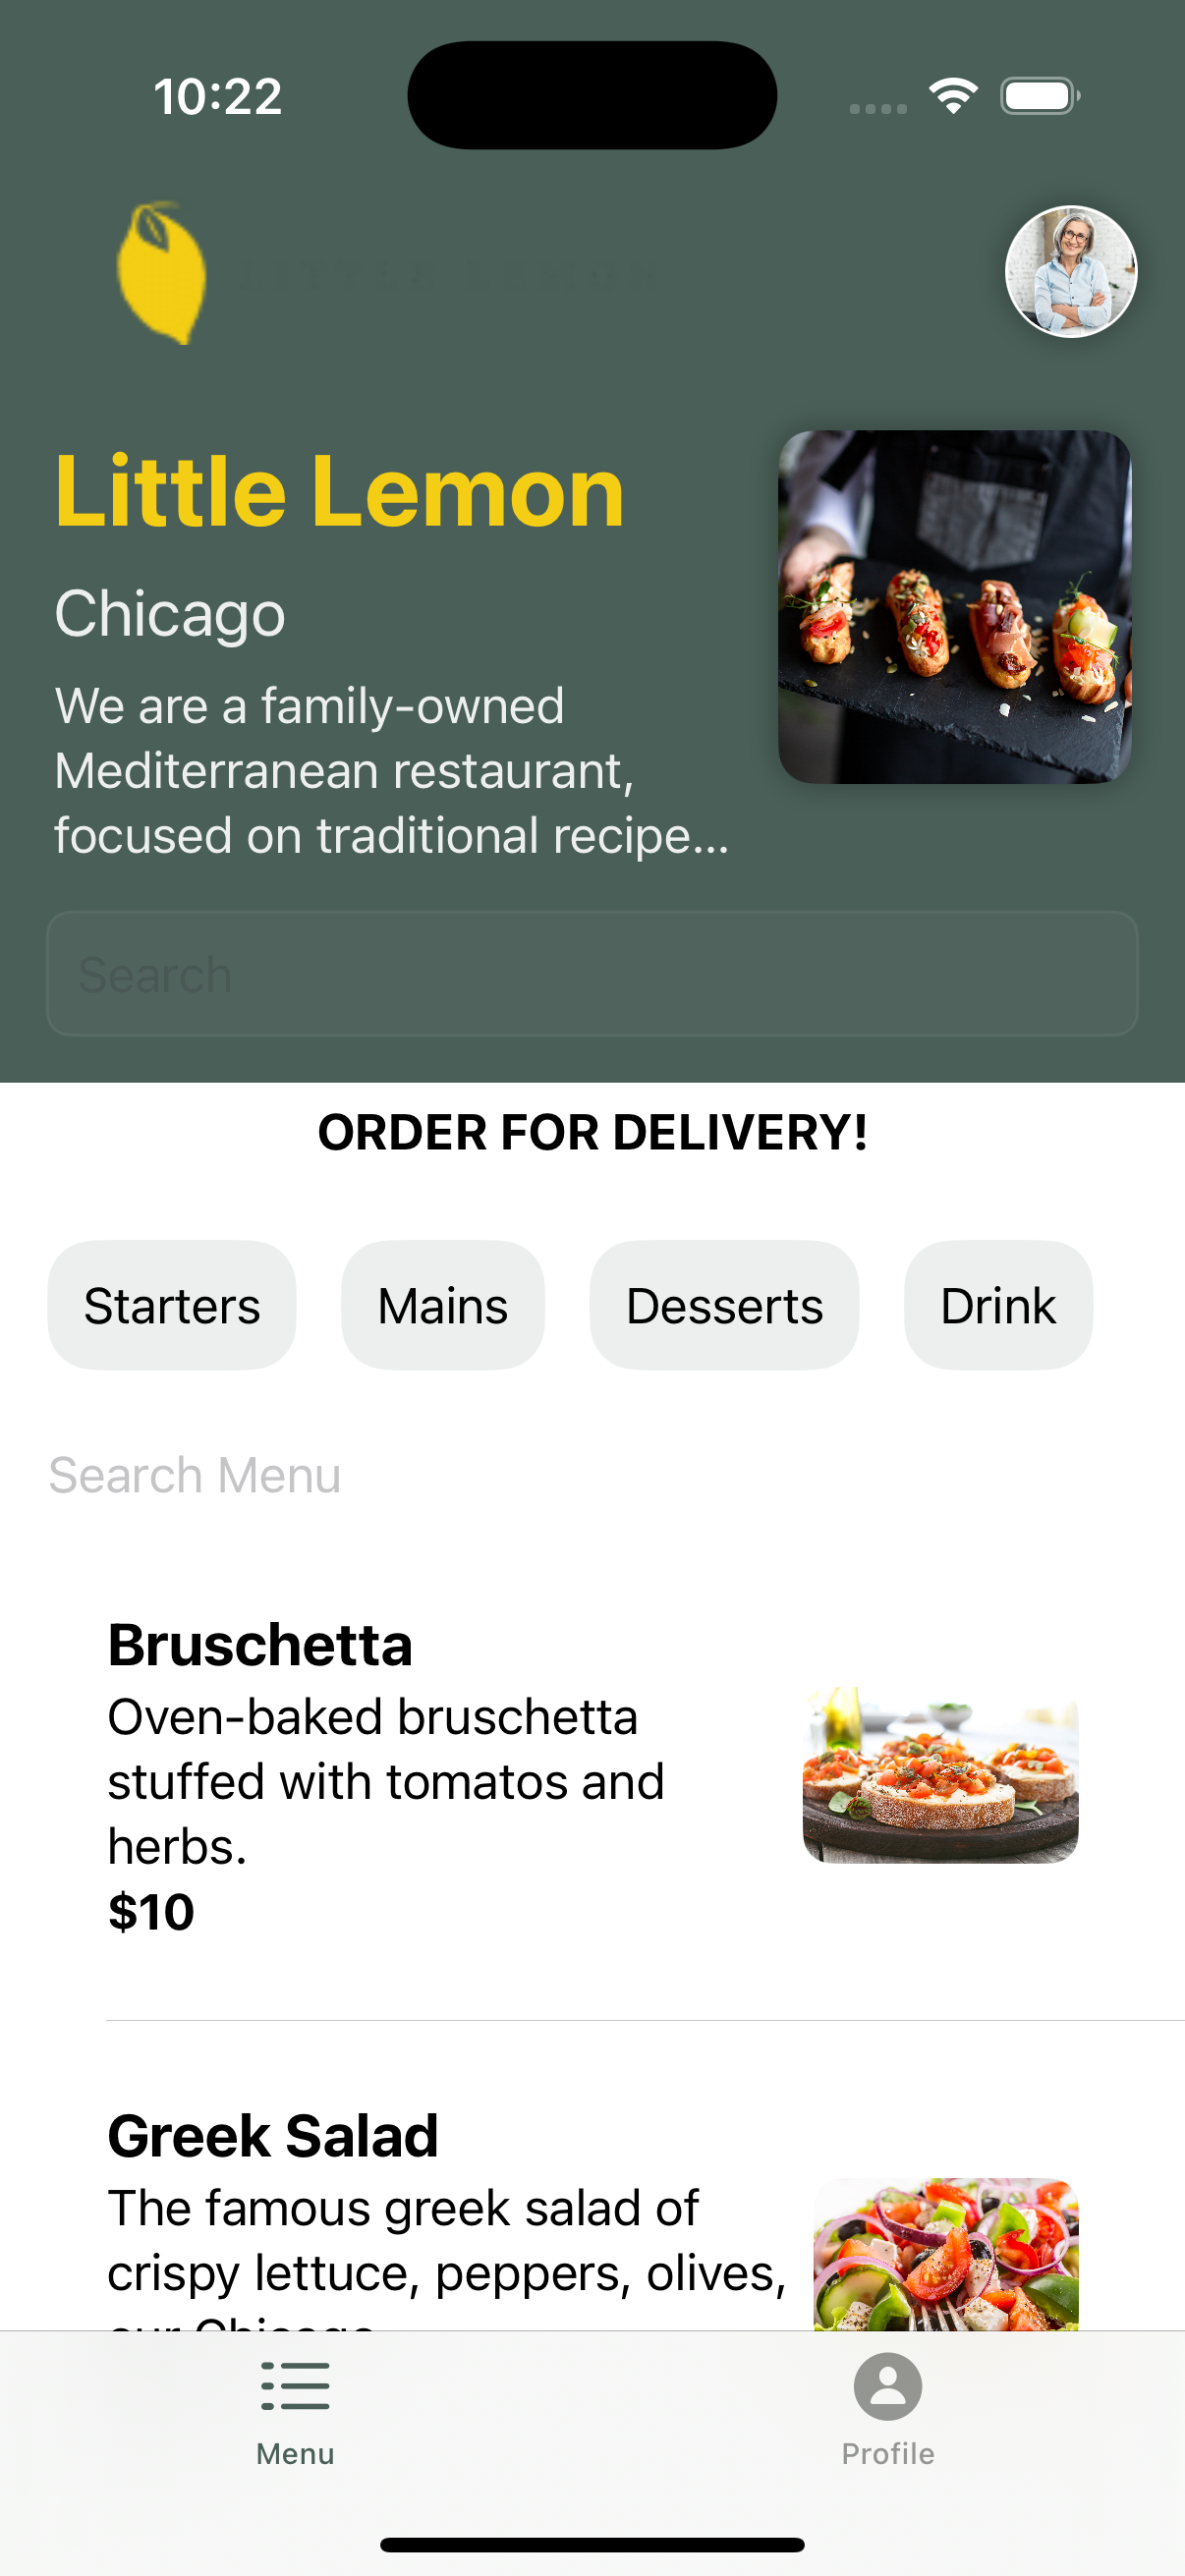 10:22
Little Lemon
Chicago
We are a family-owned
Mediterranean restaurant,
focused on traditional recipe...
Search
ORDER FOR DELIVERY!
Starters
Mains
Desserts
Drink
Search Menu
Bruschetta
Oven-baked bruschetta
stuffed with tomatos and
herbs.
$10
Greek Salad
The famous greek salad of
crispy lettuce, peppers, olives,
our Chicago
Menu
Profile